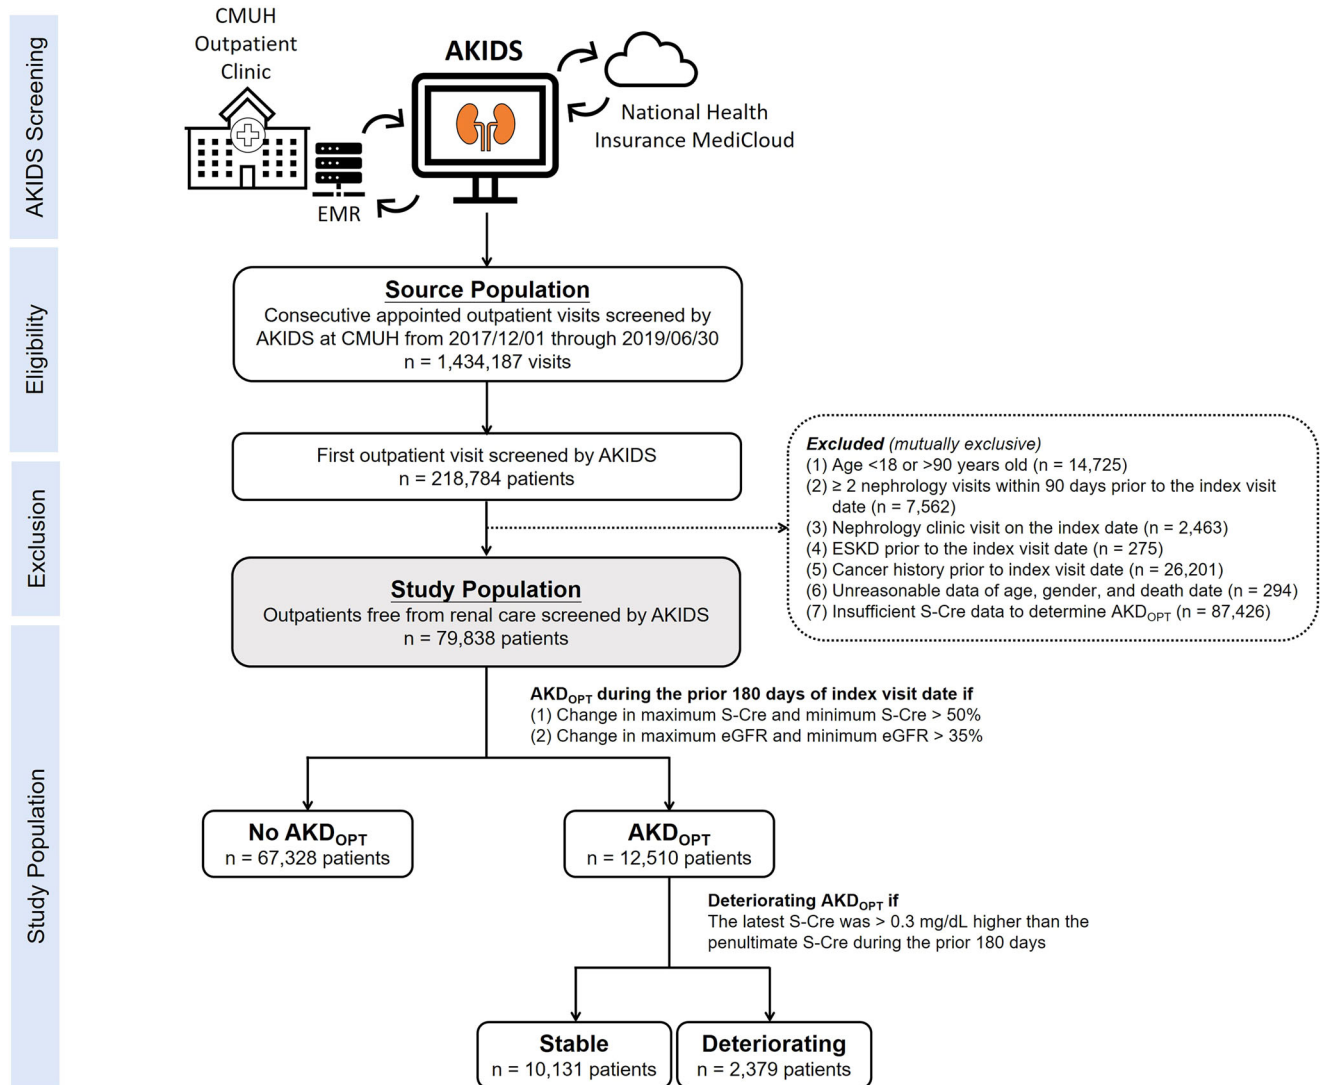 AKIDS Screening
CMUH
Outpatient
Clinic
EMR
AKIDS
National Health
Insurance MediCloud
Eligibility
Source Population
Consecutive appointed outpatient visits screened by
AKIDS at CMUH from 2017/12/01 through 2019/06/30
n = 1,434,187 visits
First outpatient visit screened by AKIDS
n = 218,784 patients
Exclusion
Excluded (mutually exclusive)
(1) Age <18 or >90 years old (n = 14,725)
(2) ≥ 2 nephrology visits within 90 days prior to the index visit
date (n = 7,562)
(3) Nephrology clinic visit on the index date (n = 2,463)
(4) ESKD prior to the index visit date (n = 275)
(5) Cancer history prior to index visit date (n = 26,201)
(6) Unreasonable data of age, gender, and death date (n = 294)
(7) Insufficient S-Cre data to determine AKDOPT (n = 87,426)
Study Population
Outpatients free from renal care screened by AKIDS
n = 79,838 patients
Study Population
AKDOPT during the prior 180 days of index visit date if
(1) Change in maximum S-Cre and minimum S-Cre > 50%
(2) Change in maximum eGFR and minimum eGFR > 35%
No AKDOPT
n = 67,328 patients
AKDOPT
n = 12,510 patients
Deteriorating AKDOPT if
The latest S-Cre was > 0.3 mg/dL higher than the
penultimate S-Cre during the prior 180 days
Stable
n = 10,131 patients
Deteriorating
n = 2,379 patients